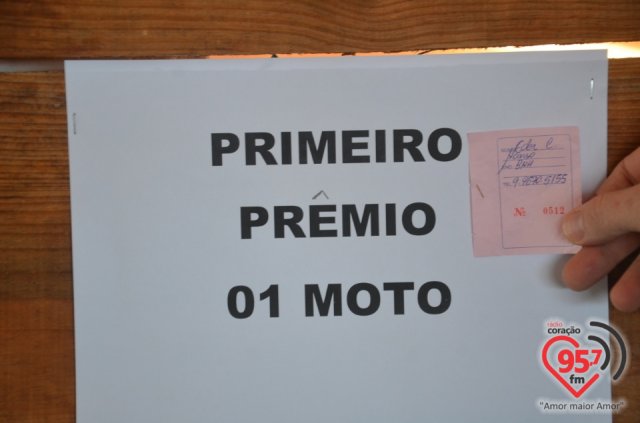 PRIMEIRO
PRÊMIO
01 MOTO
Nº 0512
rádio
coração
95.7
fm
"Amor maior Amor"